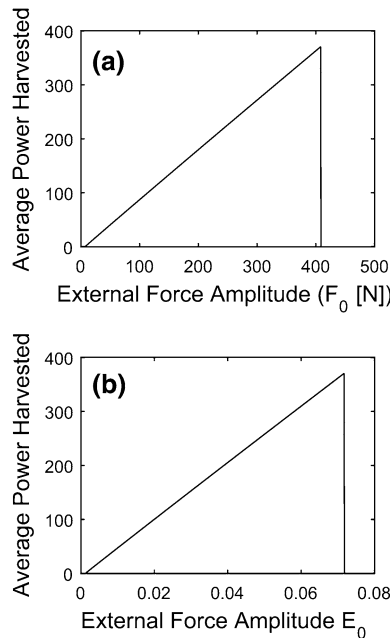 400
(a)
300
200
100
0
0 100 200 300 400 500
Average Power Harvested
External Force Amplitude (F₀ [N])
400
(b)
300
200
100
0
0 0.02 0.04 0.06 0.08
Average Power Harvested
External Force Amplitude E₀